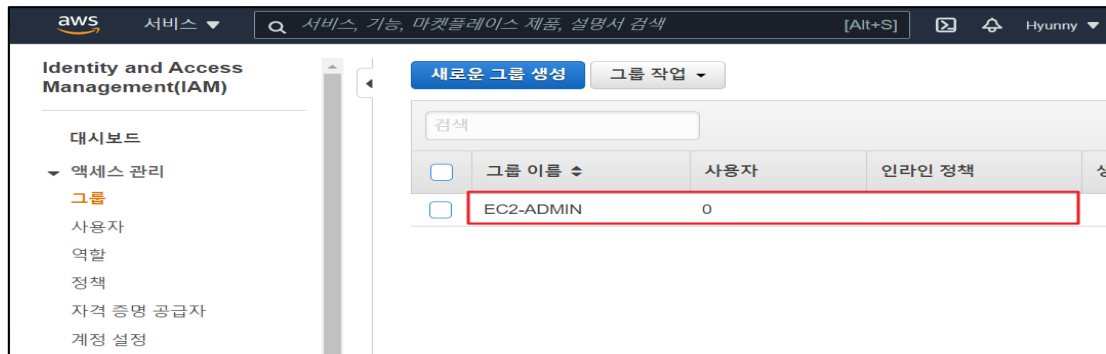 aws 서비스 서비스, 기능, 마켓플레이스 제품, 설명서 검색 [Alt+S] Hyunny
Identity and Access
Management(IAM)
대시보드
액세스 관리
그룹
사용자
역할
정책
자격 증명 공급자
계정 설정
새로운 그룹 생성 그룹 작업
검색
그룹 이름 사용자 인라인 정책
EC2-ADMIN 0